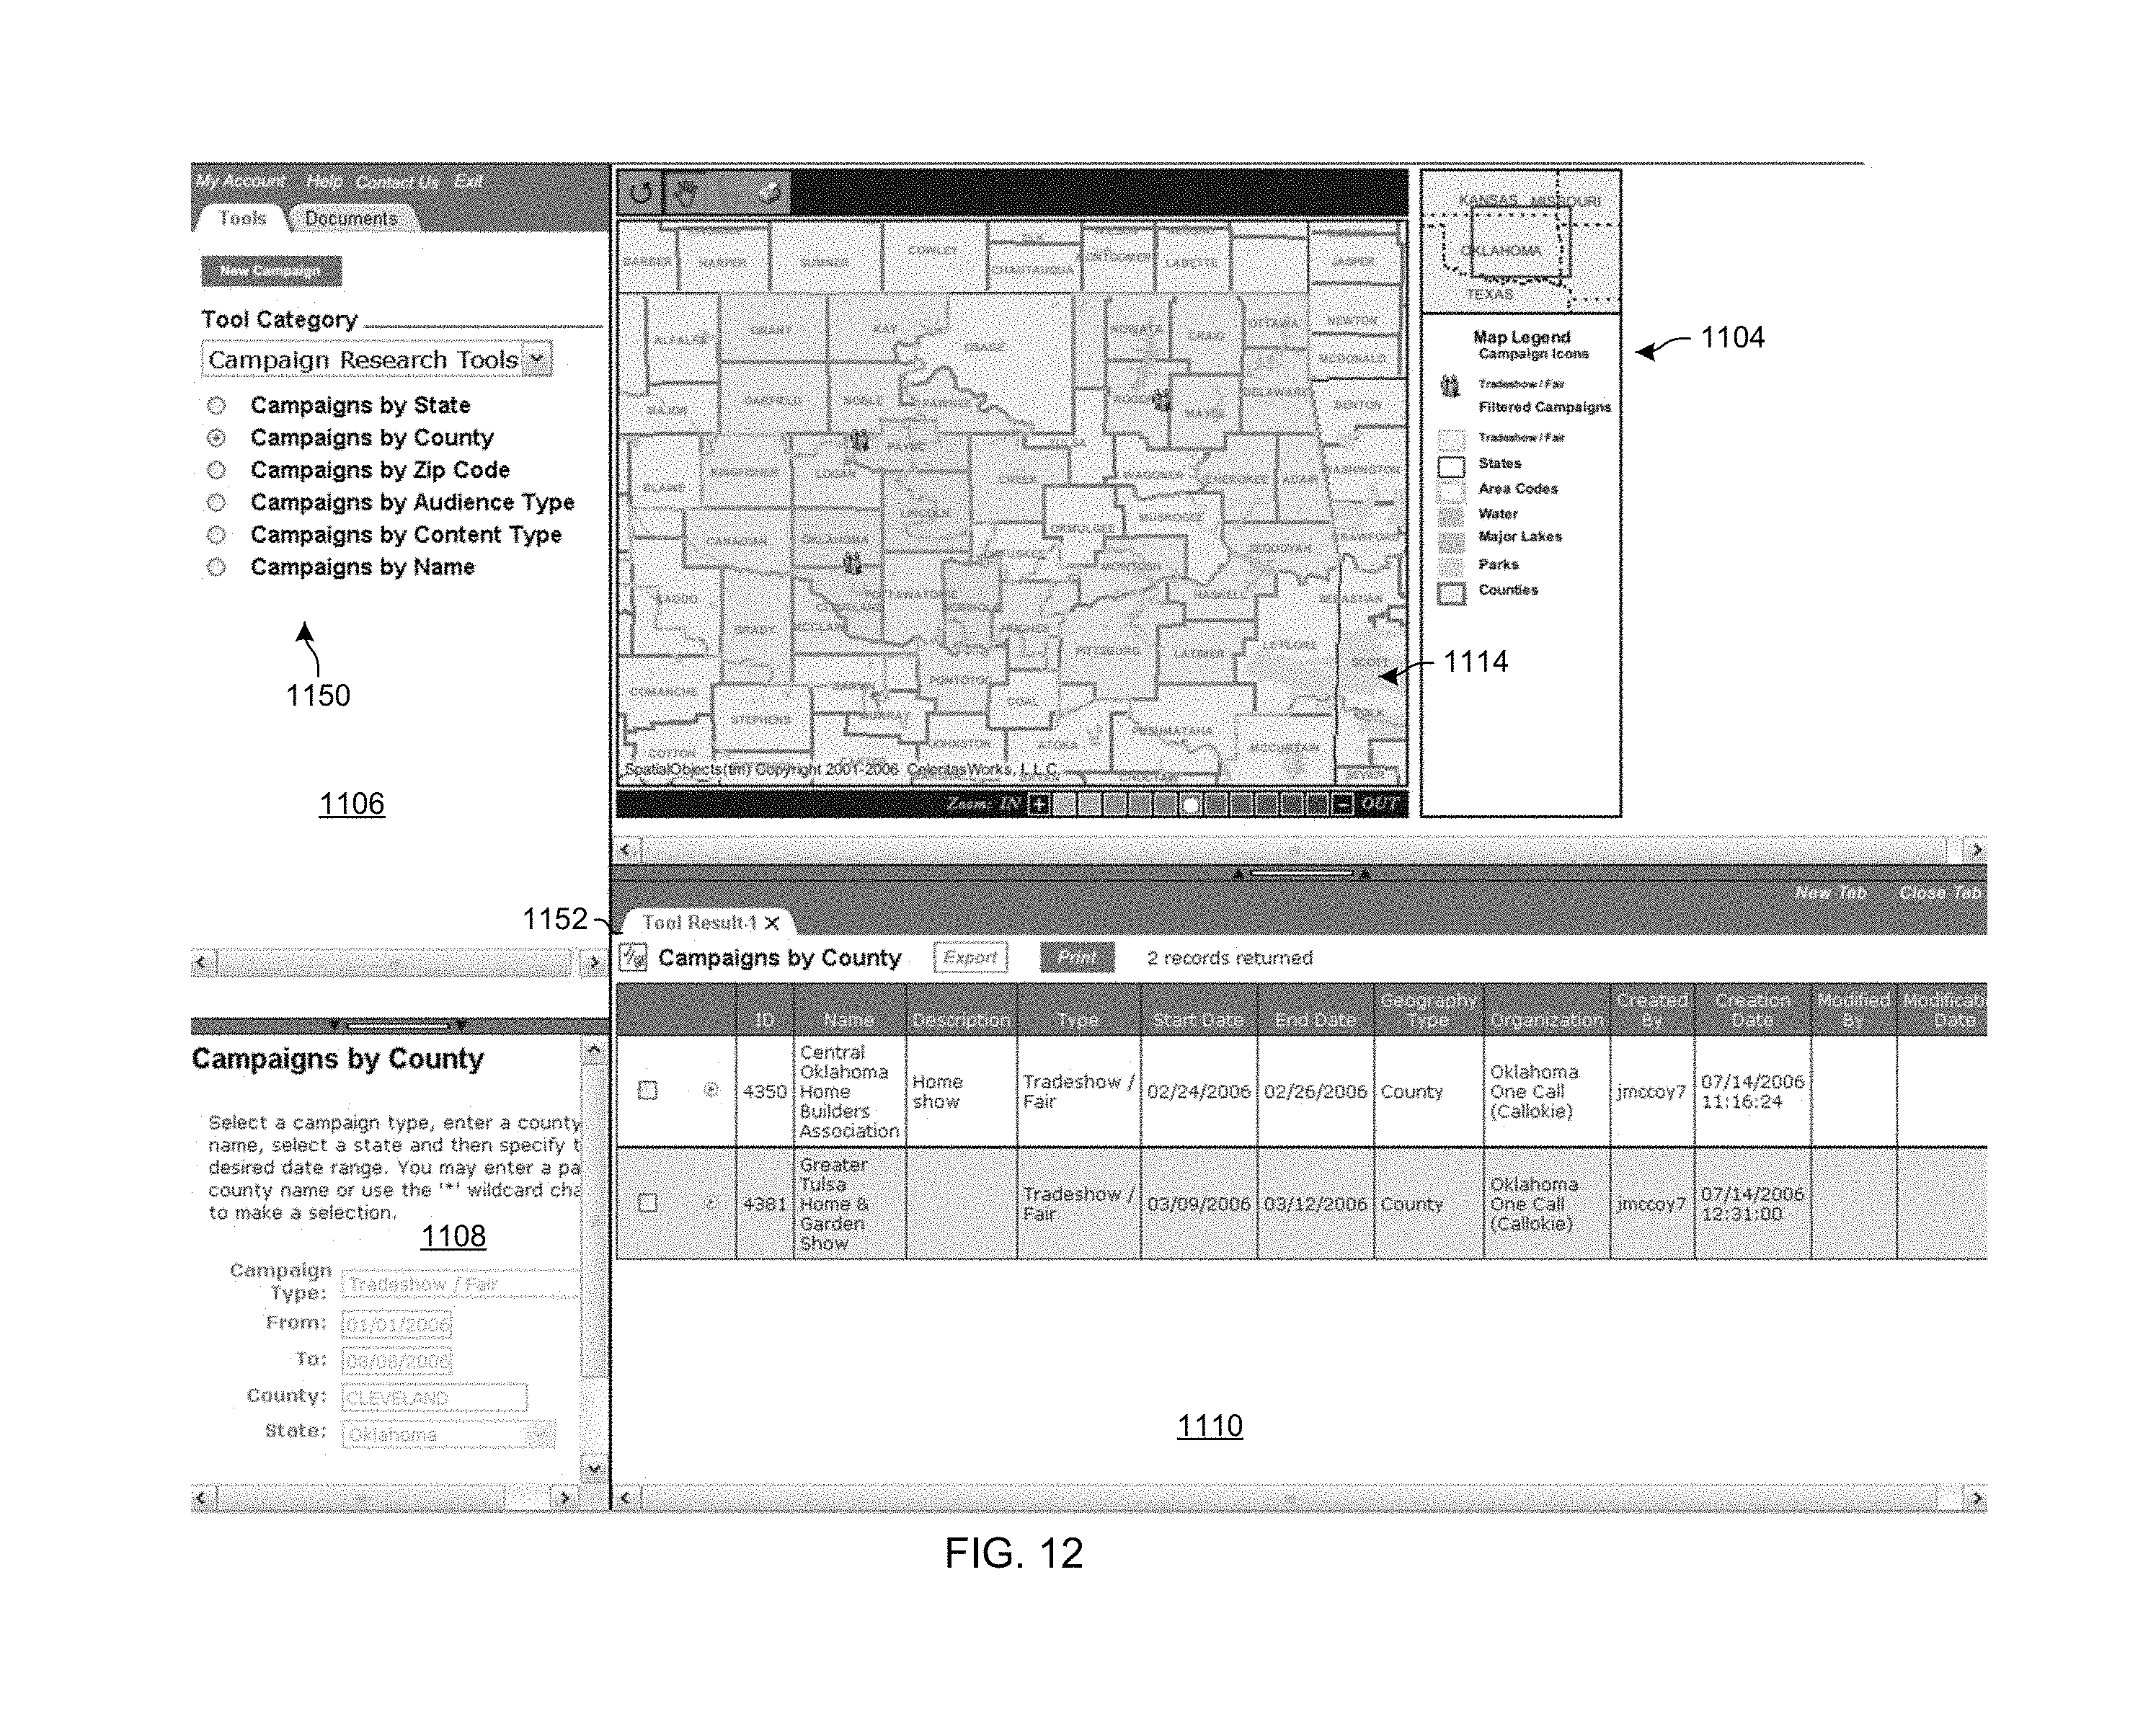 My Account Help Contact Us Exit
Tools Documents
New Campaign
Tool Category
Campaign Research Tools
Campaigns by State
Campaigns by County
Campaigns by Zip Code
Campaigns by Audience Type
Campaigns by Content Type
Campaigns by Name
1150
1106
BARBER HARPER SUMNER COWLEY ELK CHAUTAUQUA LABETTE JASPER
ALFALFA GRANT KAY OSAGE NOWATA CRAIG OTTAWA NEWTON
MCDONALD
MAJOR GARFIELD NOBLE PAWNEE MAYES DELAWARE BENTON
TULSA
BLAINE KINGFISHER LOGAN PAYNE CREEK WAGONER CHEROKEE ADAIR WASHINGTON
LINCOLN OKMULGEE MUSKOGEE
CANADIAN OKLAHOMA MCINTOSH SEQUOYAH CRAWFORD
CADDO CLEVELAND POTTAWATOMIE HASKELL SEBASTIAN
GRADY MCCLAIN HUGHES PITTSBURG LATIMER LEFLORE SCOTT
COMANCHE PONTOTOC COAL
STEPHENS MURRAY PUSHMATAHA POLK
COTTON JOHNSTON ATOKA MCCURTAIN
CHOCTAW SEVIER
SpatialObjects(tm) Copyright 2001-2006 CeleritasWorks, L.L.C.
Zoom: IN + − OUT
KANSAS MISSOURI
OKLAHOMA
TEXAS
Map Legend
Campaign Icons
Tradeshow / Fair
Filtered Campaigns
Tradeshow / Fair
States
Area Codes
Water
Major Lakes
Parks
Counties
1104
1114
New Tab Close Tab
1152
Tool Result-1 X
Campaigns by County Export Print 2 records returned
ID Name Description Type Start Date End Date Geography Type Organization Created By Creation Date Modified By Modificati Date
4350 Central Oklahoma Home Builders Association Home show Tradeshow / Fair 02/24/2006 02/26/2006 County Oklahoma One Call (Callokie) jmccoy7 07/14/2006 11:16:24
4381 Greater Tulsa Home & Garden Show Tradeshow / Fair 03/09/2006 03/12/2006 County Oklahoma One Call (Callokie) jmccoy7 07/14/2006 12:31:00
1110
Campaigns by County
Select a campaign type, enter a county
name, select a state and then specify t
desired date range. You may enter a pa
county name or use the '*' wildcard cha
to make a selection.
1108
Campaign Type: Tradeshow / Fair
From: 01/01/2006
To: 08/08/2006
County: CLEVELAND
State: Oklahoma
FIG. 12